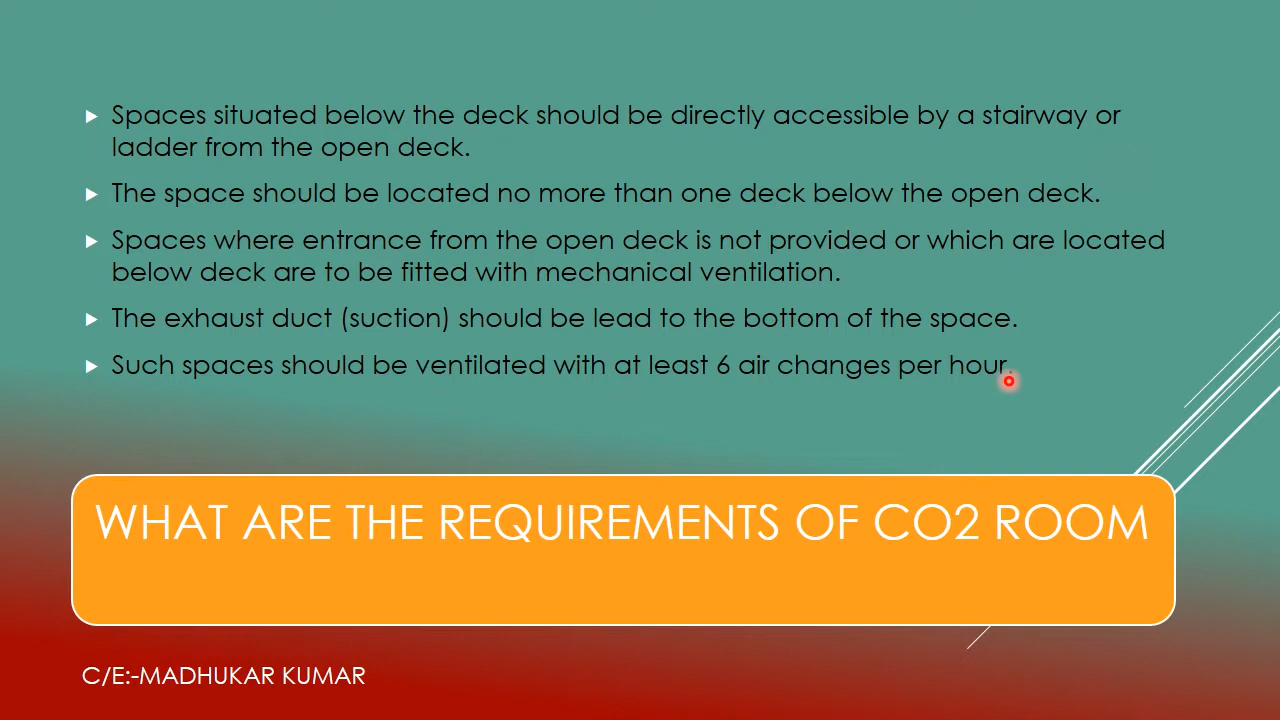 Spaces situated below the deck should be directly accessible by a stairway or
ladder from the open deck.
The space should be located no more than one deck below the open deck.
Spaces where entrance from the open deck is not provided or which are located
below deck are to be fitted with mechanical ventilation.
The exhaust duct (suction) should be lead to the bottom of the space.
Such spaces should be ventilated with at least 6 air changes per hour.
WHAT ARE THE REQUIREMENTS OF CO2 ROOM
C/E:-MADHUKAR KUMAR